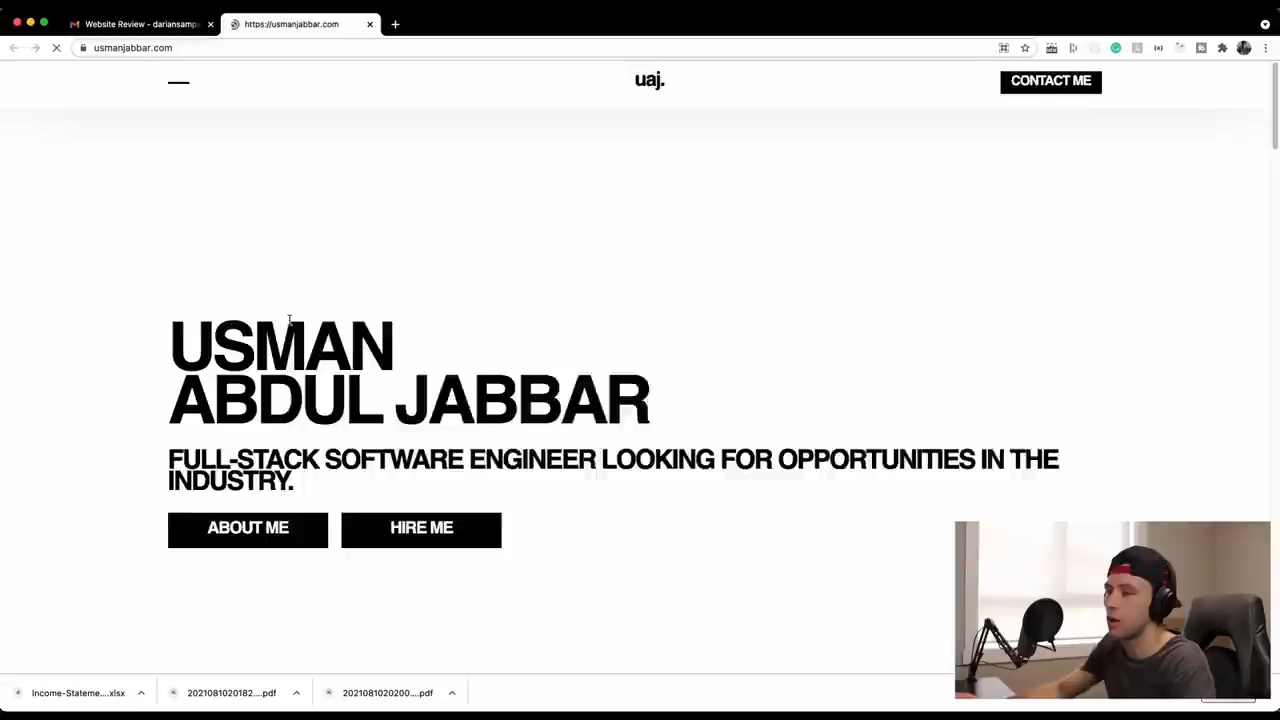 Website Review - dariansamp
https://usmanjabbar.com
usmanjabbar.com
uaj.
CONTACT ME
USMAN
ABDUL JABBAR
FULL-STACK SOFTWARE ENGINEER LOOKING FOR OPPORTUNITIES IN THE
INDUSTRY.
ABOUT ME
HIRE ME
Income-Stateme....xlsx
2021081020182....pdf
2021081020200....pdf